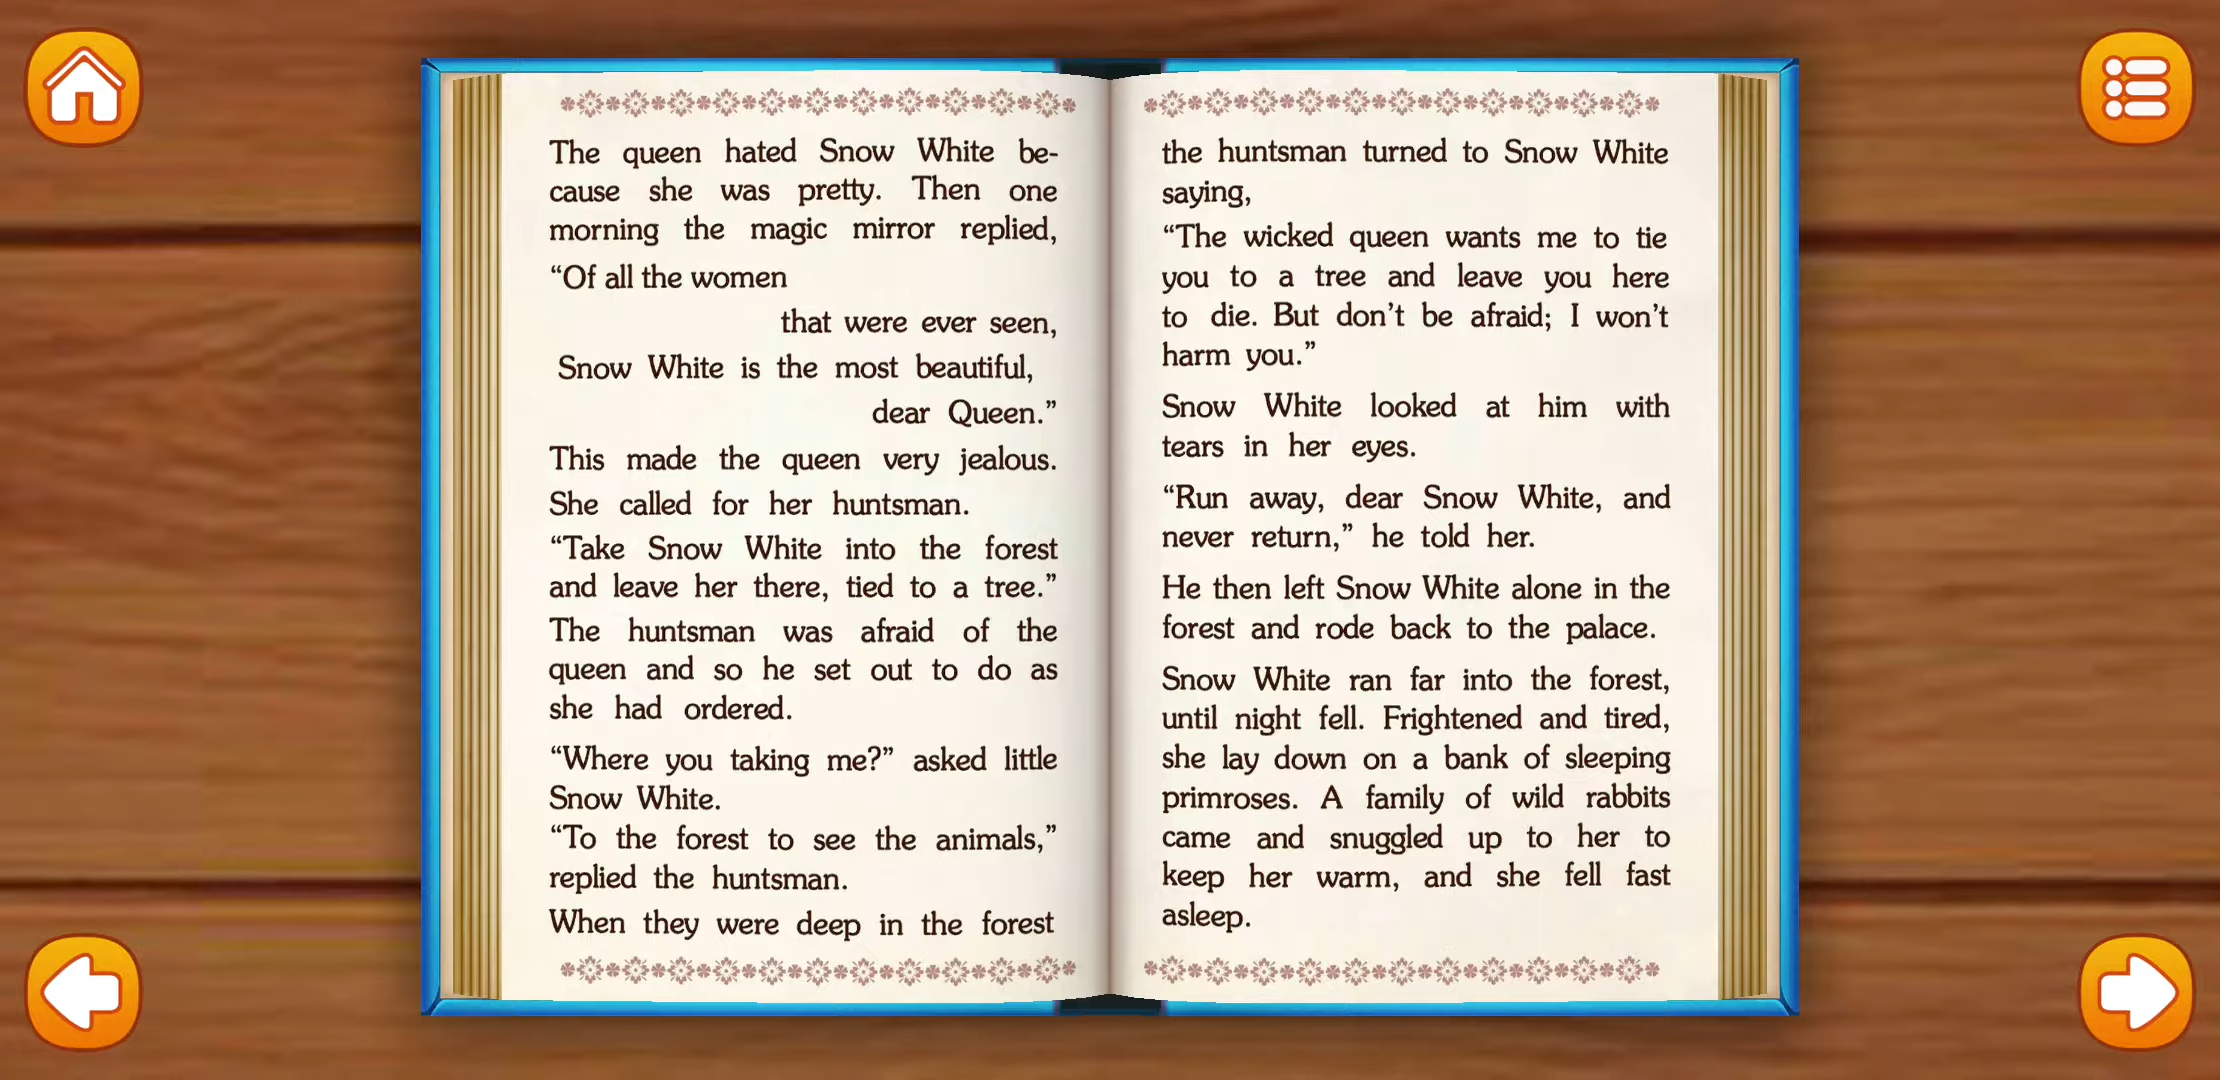 The queen hated Snow White be-
cause she was pretty. Then one
morning the magic mirror replied,
“Of all the women
that were ever seen,
Snow White is the most beautiful,
dear Queen.”
This made the queen very jealous.
She called for her huntsman.
“Take Snow White into the forest
and leave her there, tied to a tree.”
The huntsman was afraid of the
queen and so he set out to do as
she had ordered.
“Where you taking me?” asked little
Snow White.
“To the forest to see the animals,”
replied the huntsman.
When they were deep in the forest
the huntsman turned to Snow White
saying,
“The wicked queen wants me to tie
you to a tree and leave you here
to die. But don’t be afraid; I won’t
harm you.”
Snow White looked at him with
tears in her eyes.
“Run away, dear Snow White, and
never return,” he told her.
He then left Snow White alone in the
forest and rode back to the palace.
Snow White ran far into the forest,
until night fell. Frightened and tired,
she lay down on a bank of sleeping
primroses. A family of wild rabbits
came and snuggled up to her to
keep her warm, and she fell fast
asleep.